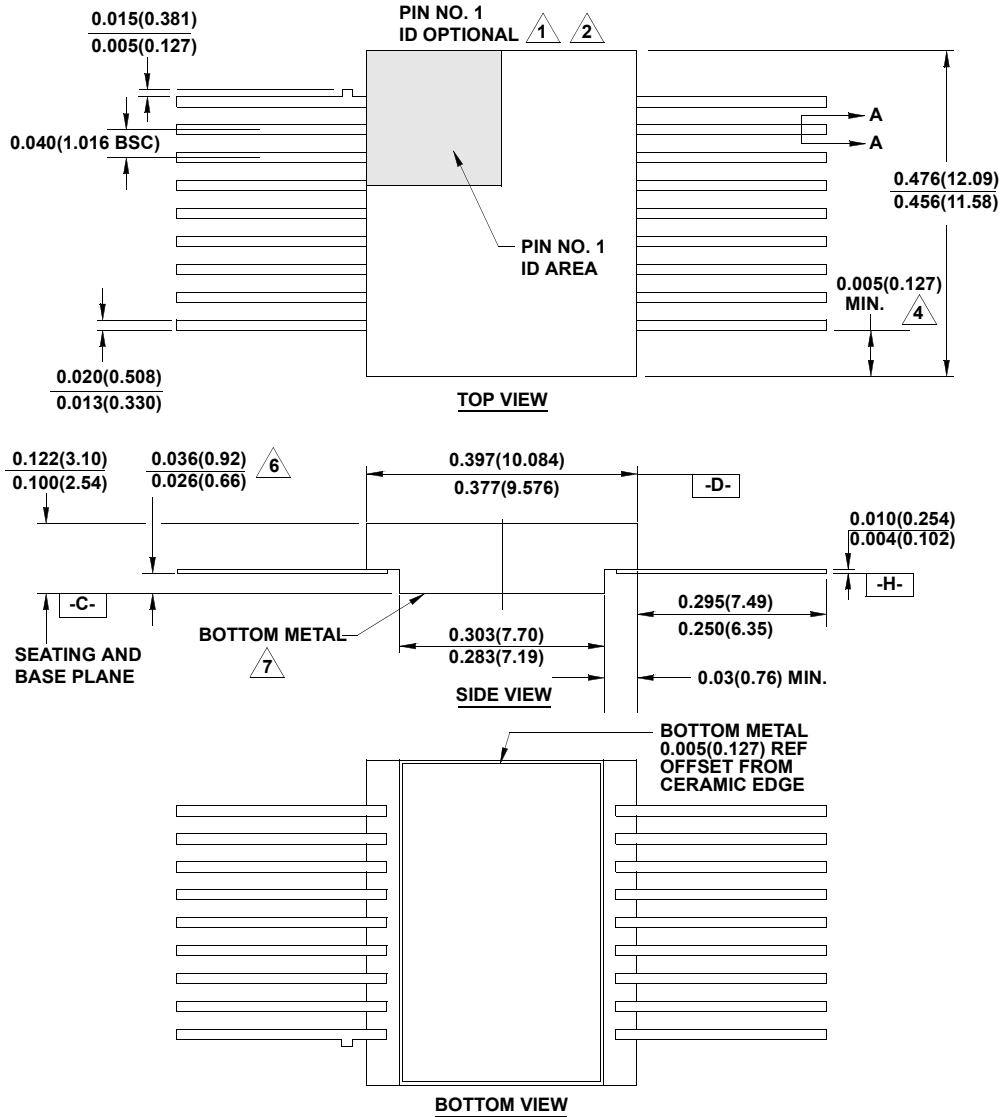 PIN NO. 1
ID OPTIONAL 1 2
0.015(0.381)
0.005(0.127)
0.040(1.016 BSC)
A
A
0.476(12.09)
0.456(11.58)
PIN NO. 1
ID AREA
0.005(0.127)
MIN. 4
0.020(0.508)
0.013(0.330)
TOP VIEW
0.122(3.10)
0.100(2.54)
0.036(0.92)
0.026(0.66)
6
0.397(10.084)
0.377(9.576)
-D-
0.010(0.254)
0.004(0.102)
-H-
-C-
SEATING AND
BASE PLANE
BOTTOM METAL
7
0.303(7.70)
0.283(7.19)
0.295(7.49)
0.250(6.35)
0.03(0.76) MIN.
SIDE VIEW
BOTTOM METAL
0.005(0.127) REF
OFFSET FROM
CERAMIC EDGE
BOTTOM VIEW